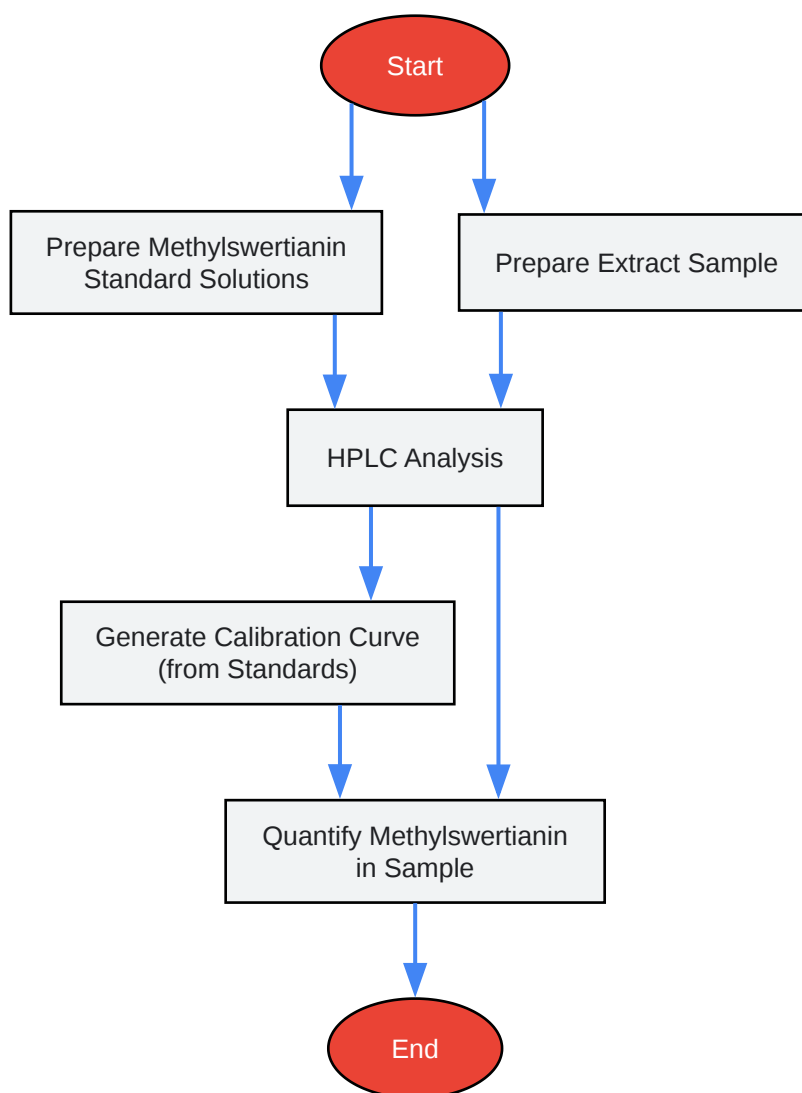 Start
Prepare Methylswertianin
Standard Solutions
Prepare Extract Sample
HPLC Analysis
Generate Calibration Curve
(from Standards)
Quantify Methylswertianin
in Sample
End